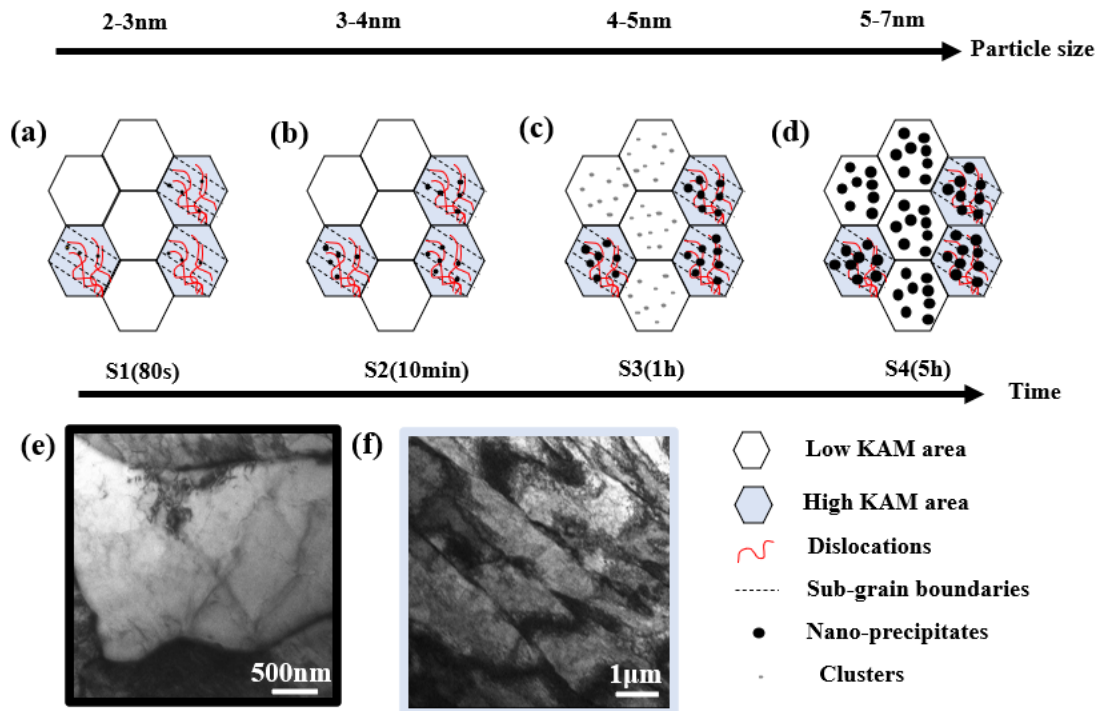 2-3nm 3-4nm 4-5nm 5-7nm
Particle size
(a) (b) (c) (d)
S1(80s) S2(10min) S3(1h) S4(5h)
Time
(e) (f)
500nm 1μm
Low KAM area
High KAM area
Dislocations
Sub-grain boundaries
Nano-precipitates
Clusters